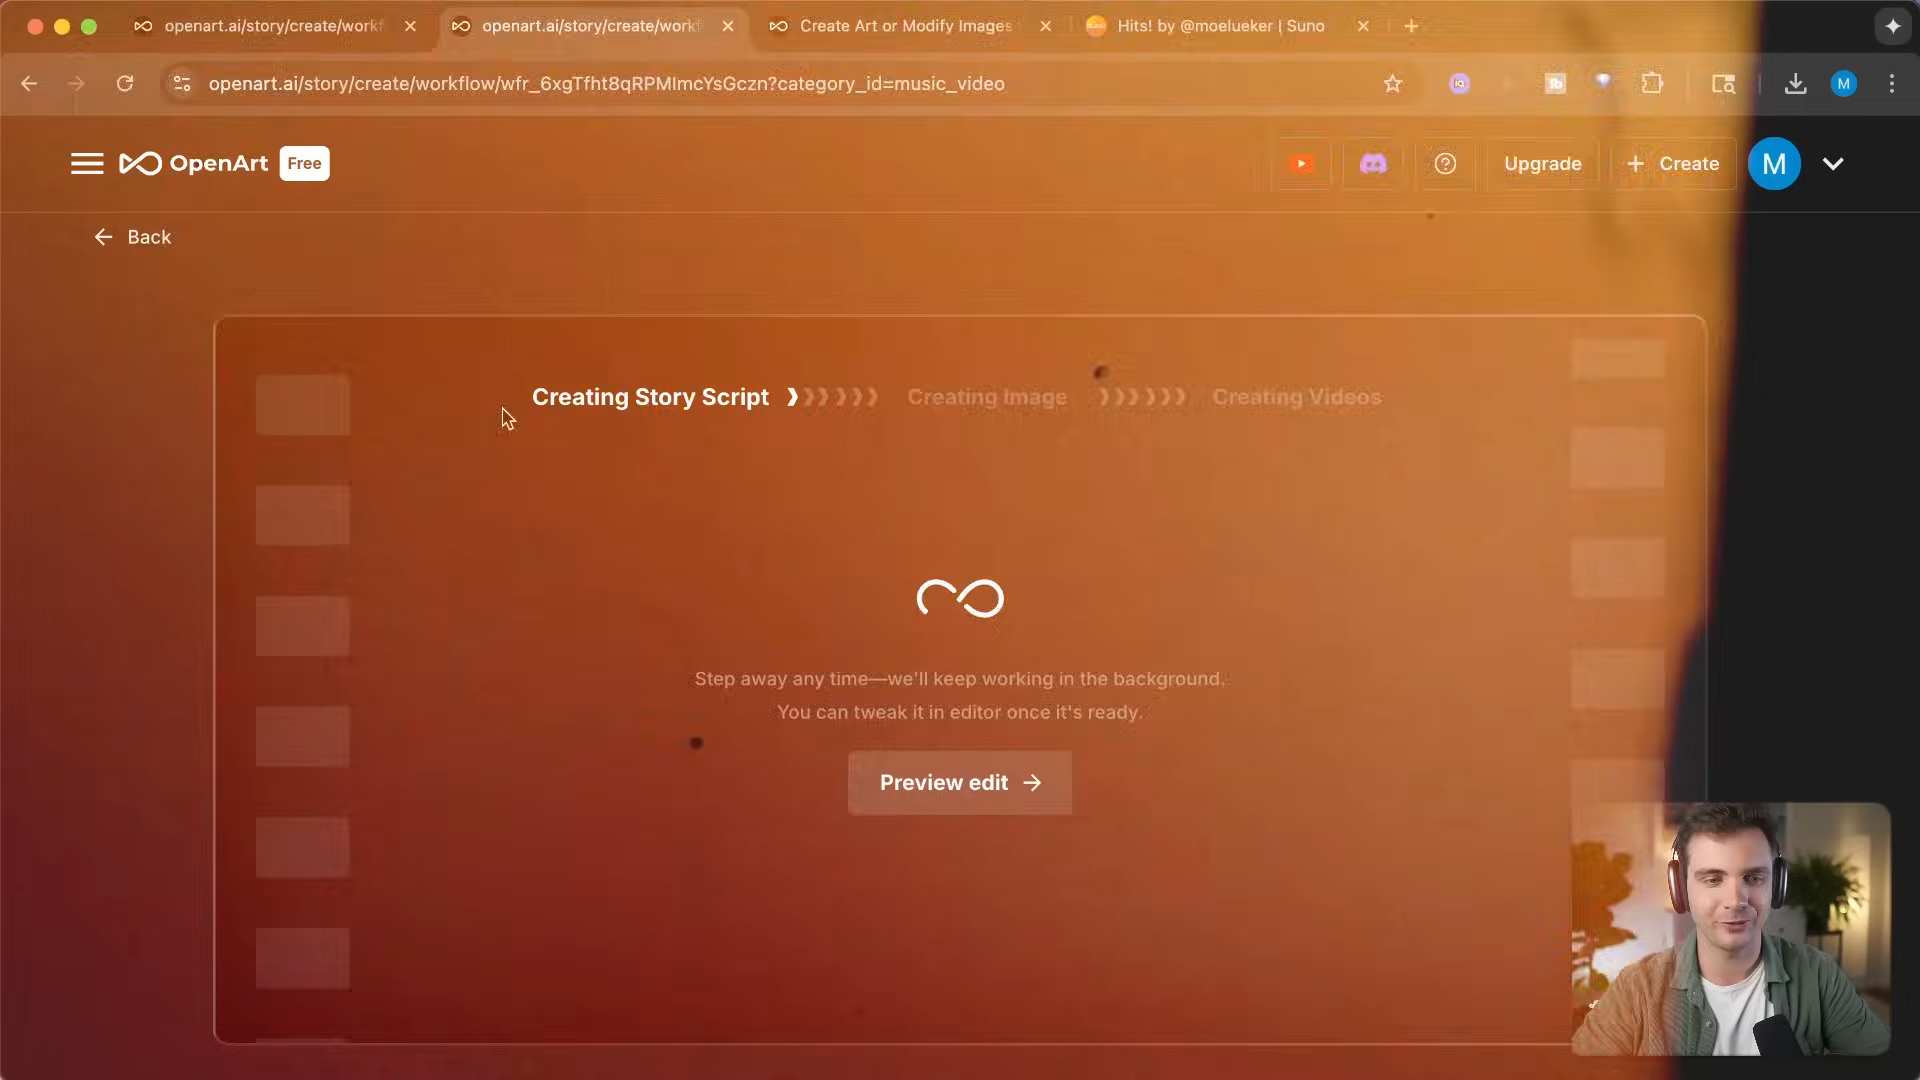 openart.ai/story/create/workf
openart.ai/story/create/work
Create Art or Modify Images
Hits! by @moelueker | Suno
openart.ai/story/create/workflow/wfr_6xgTfht8qRPMImcYsGczn?category_id=music_video
M
OpenArt
Free
Upgrade
+ Create
M
Back
Creating Story Script
Creating Image
Creating Videos
Step away any time—we'll keep working in the background.
You can tweak it in editor once it's ready.
Preview edit